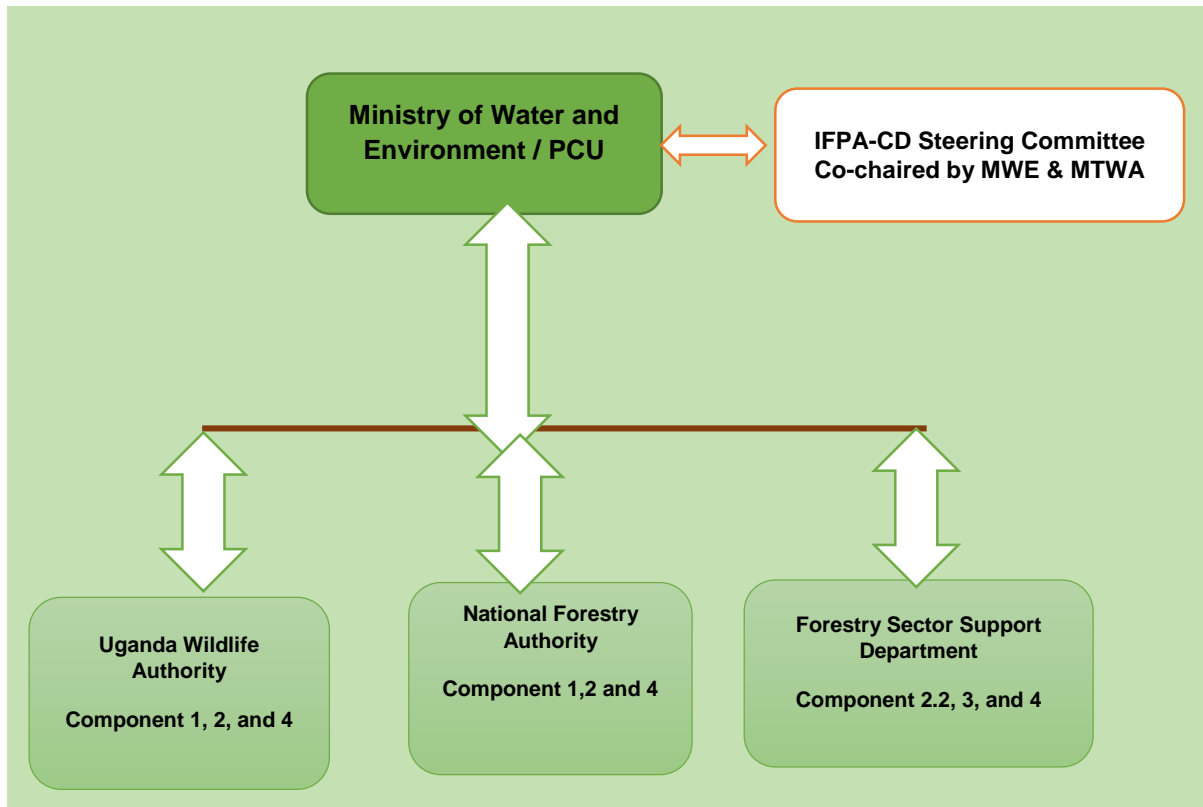 Ministry of Water and
Environment / PCU
IFPA-CD Steering Committee
Co-chaired by MWE & MTWA
Uganda Wildlife
Authority
Component 1, 2, and 4
National Forestry
Authority
Component 1,2 and 4
Forestry Sector Support
Department
Component 2.2, 3, and 4